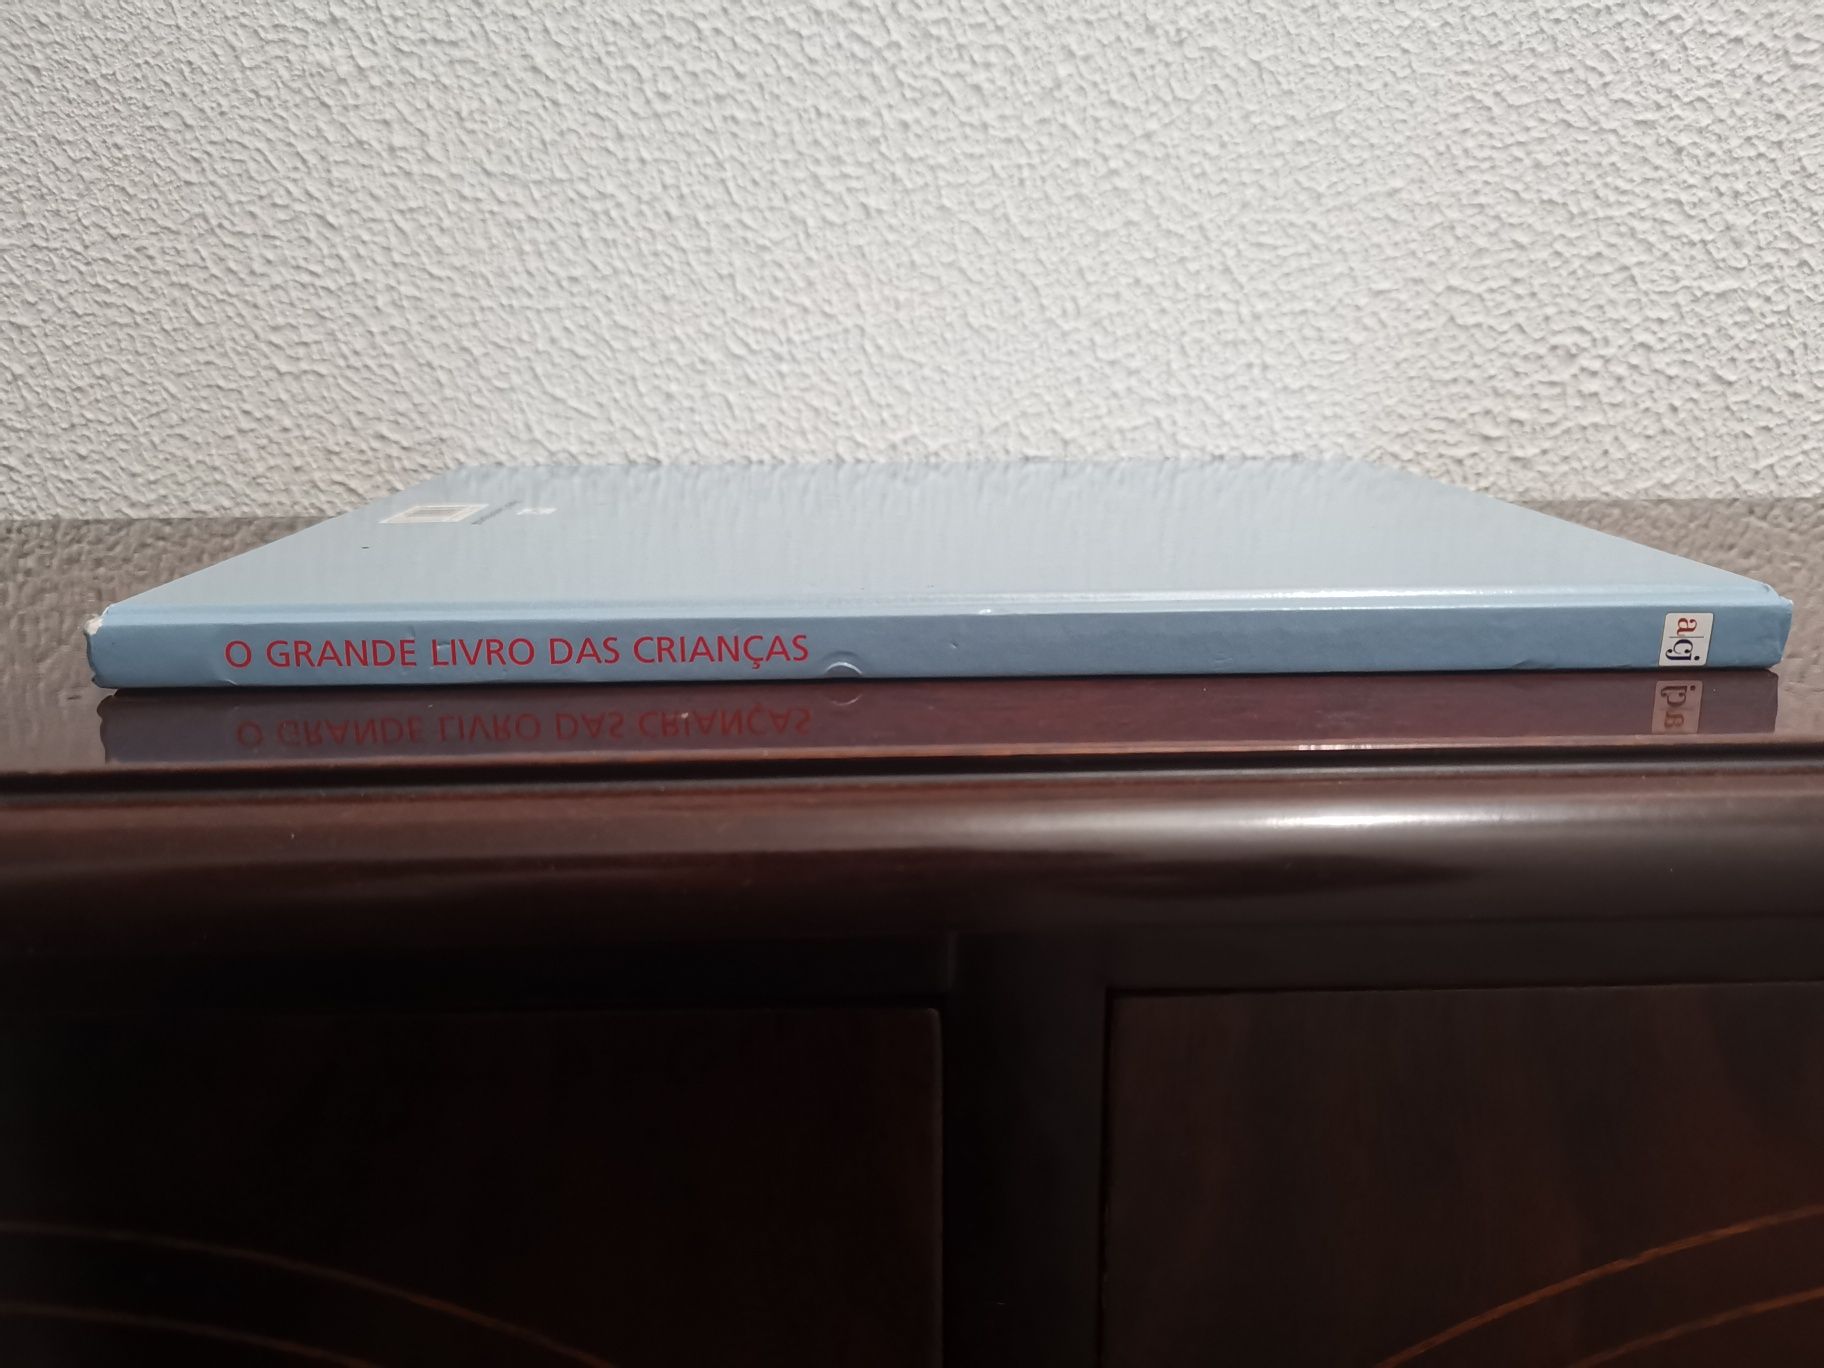 O GRANDE LIVRO DAS CRIANÇAS
a|cj